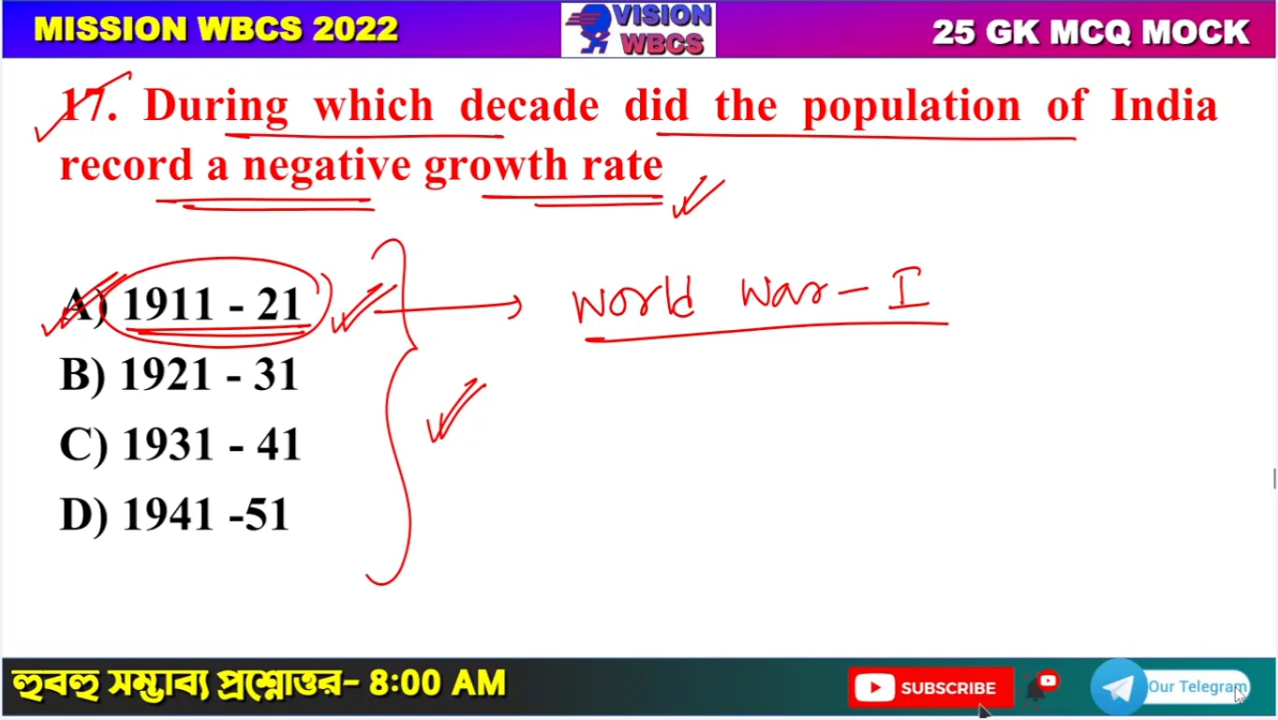 MISSION WBCS 2022
VISION
WBCS
25 GK MCQ MOCK
17. During which decade did the population of India
record a negative growth rate
A) 1911 - 21
World War - I
B) 1921 - 31
C) 1931 - 41
D) 1941 -51
হুবহু সম্ভাব্য প্রশ্নোত্তর- 8:00 AM
SUBSCRIBE
Our Telegram